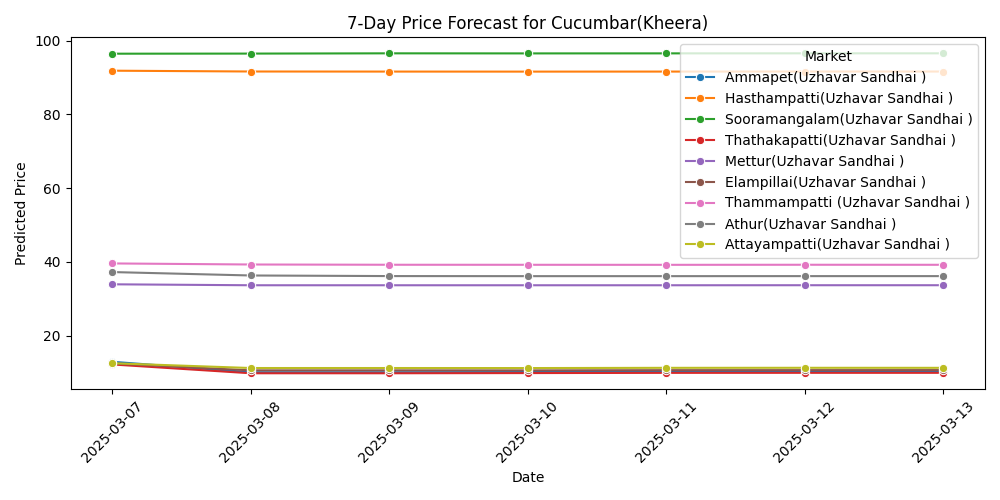 7-Day Price Forecast for Cucumbar(Kheera)
100
80
60
40
20
Predicted Price
Market
Ammapet(Uzhavar Sandhai )
Hasthampatti(Uzhavar Sandhai )
Sooramangalam(Uzhavar Sandhai )
Thathakapatti(Uzhavar Sandhai )
Mettur(Uzhavar Sandhai )
Elampillai(Uzhavar Sandhai )
Thammampatti (Uzhavar Sandhai )
Athur(Uzhavar Sandhai )
Attayampatti(Uzhavar Sandhai )
2025-03-07
2025-03-08
2025-03-09
2025-03-10
2025-03-11
2025-03-12
2025-03-13
Date